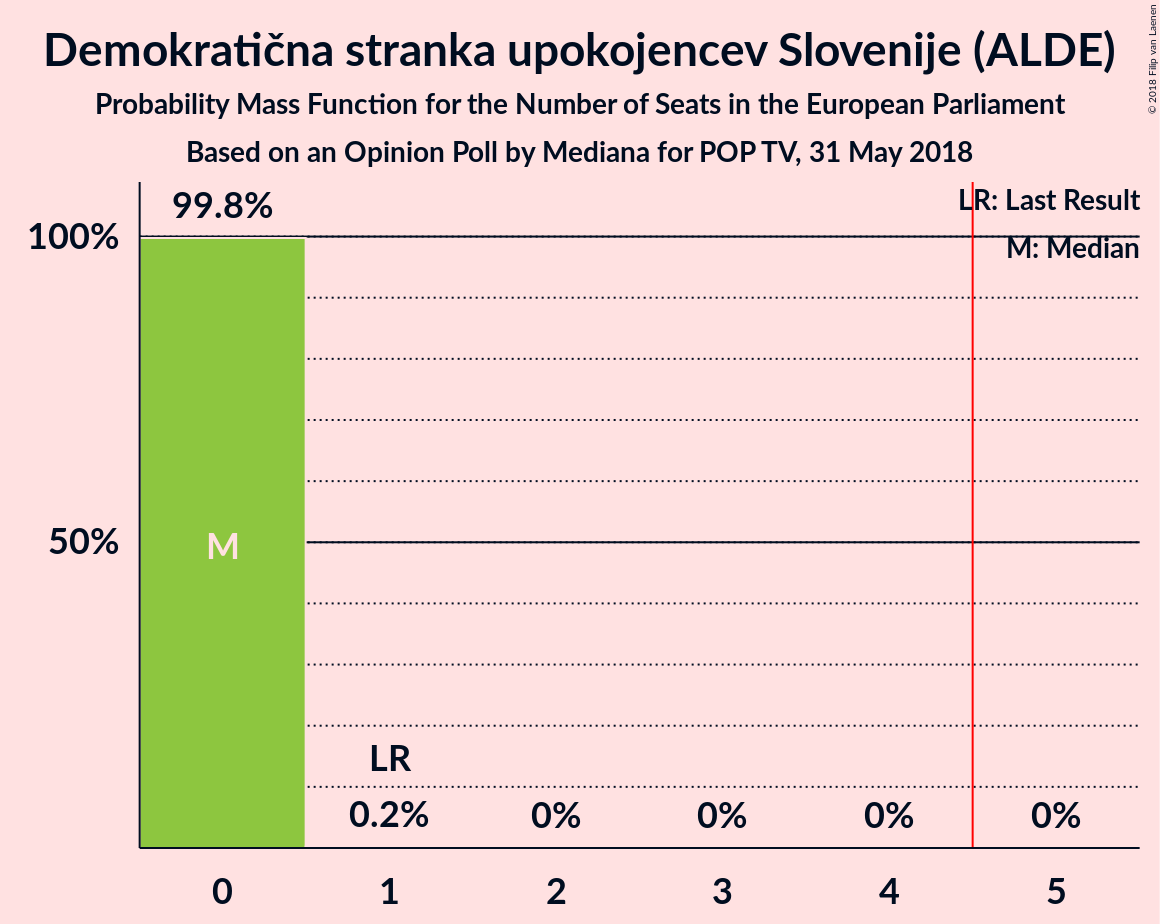 Demokratična stranka upokojencev Slovenije (ALDE)
Probability Mass Function for the Number of Seats in the European Parliament
Based on an Opinion Poll by Mediana for POP TV, 31 May 2018
© 2018 Filip van Laenen
LR: Last Result
M: Median
99.8%
100%
50%
M
LR
0.2%
0%
0%
0%
0%
0
1
2
3
4
5